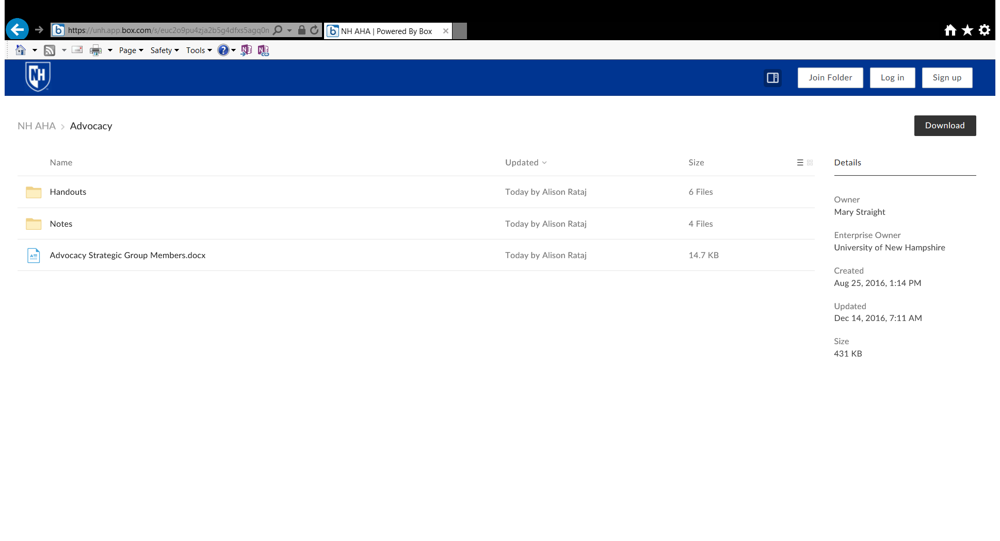 https://unh.app.box.com/s/euc2o9pu4zja2b5g4dfxs5agq0n
NH AHA | Powered By Box
Page Safety Tools
NH
Join Folder Log in Sign up
NH AHA > Advocacy
Download
Name Updated Size Details
Handouts Today by Alison Rataj 6 Files
Notes Today by Alison Rataj 4 Files
Advocacy Strategic Group Members.docx Today by Alison Rataj 14.7 KB
Owner
Mary Straight
Enterprise Owner
University of New Hampshire
Created
Aug 25, 2016, 1:14 PM
Updated
Dec 14, 2016, 7:11 AM
Size
431 KB